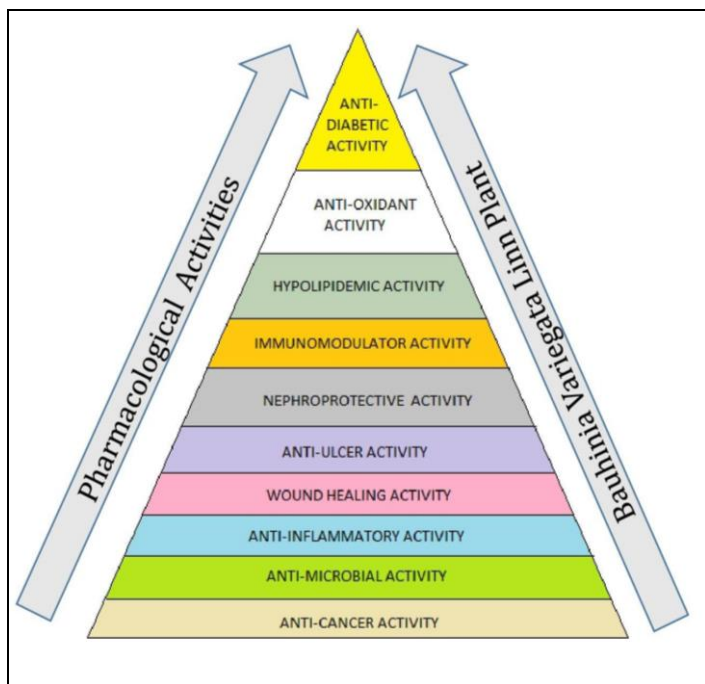 ANTI-
DIABETIC
ACTIVITY
ANTI-OXIDANT
ACTIVITY
HYPOLIPIDEMIC ACTIVITY
IMMUNOMODULATOR ACTIVITY
NEPHROPROTECTIVE ACTIVITY
ANTI-ULCER ACTIVITY
WOUND HEALING ACTIVITY
ANTI-INFLAMMATORY ACTIVITY
ANTI-MICROBIAL ACTIVITY
ANTI-CANCER ACTIVITY
Pharmacological Activities
Bauhinia Variegata Linn Plant